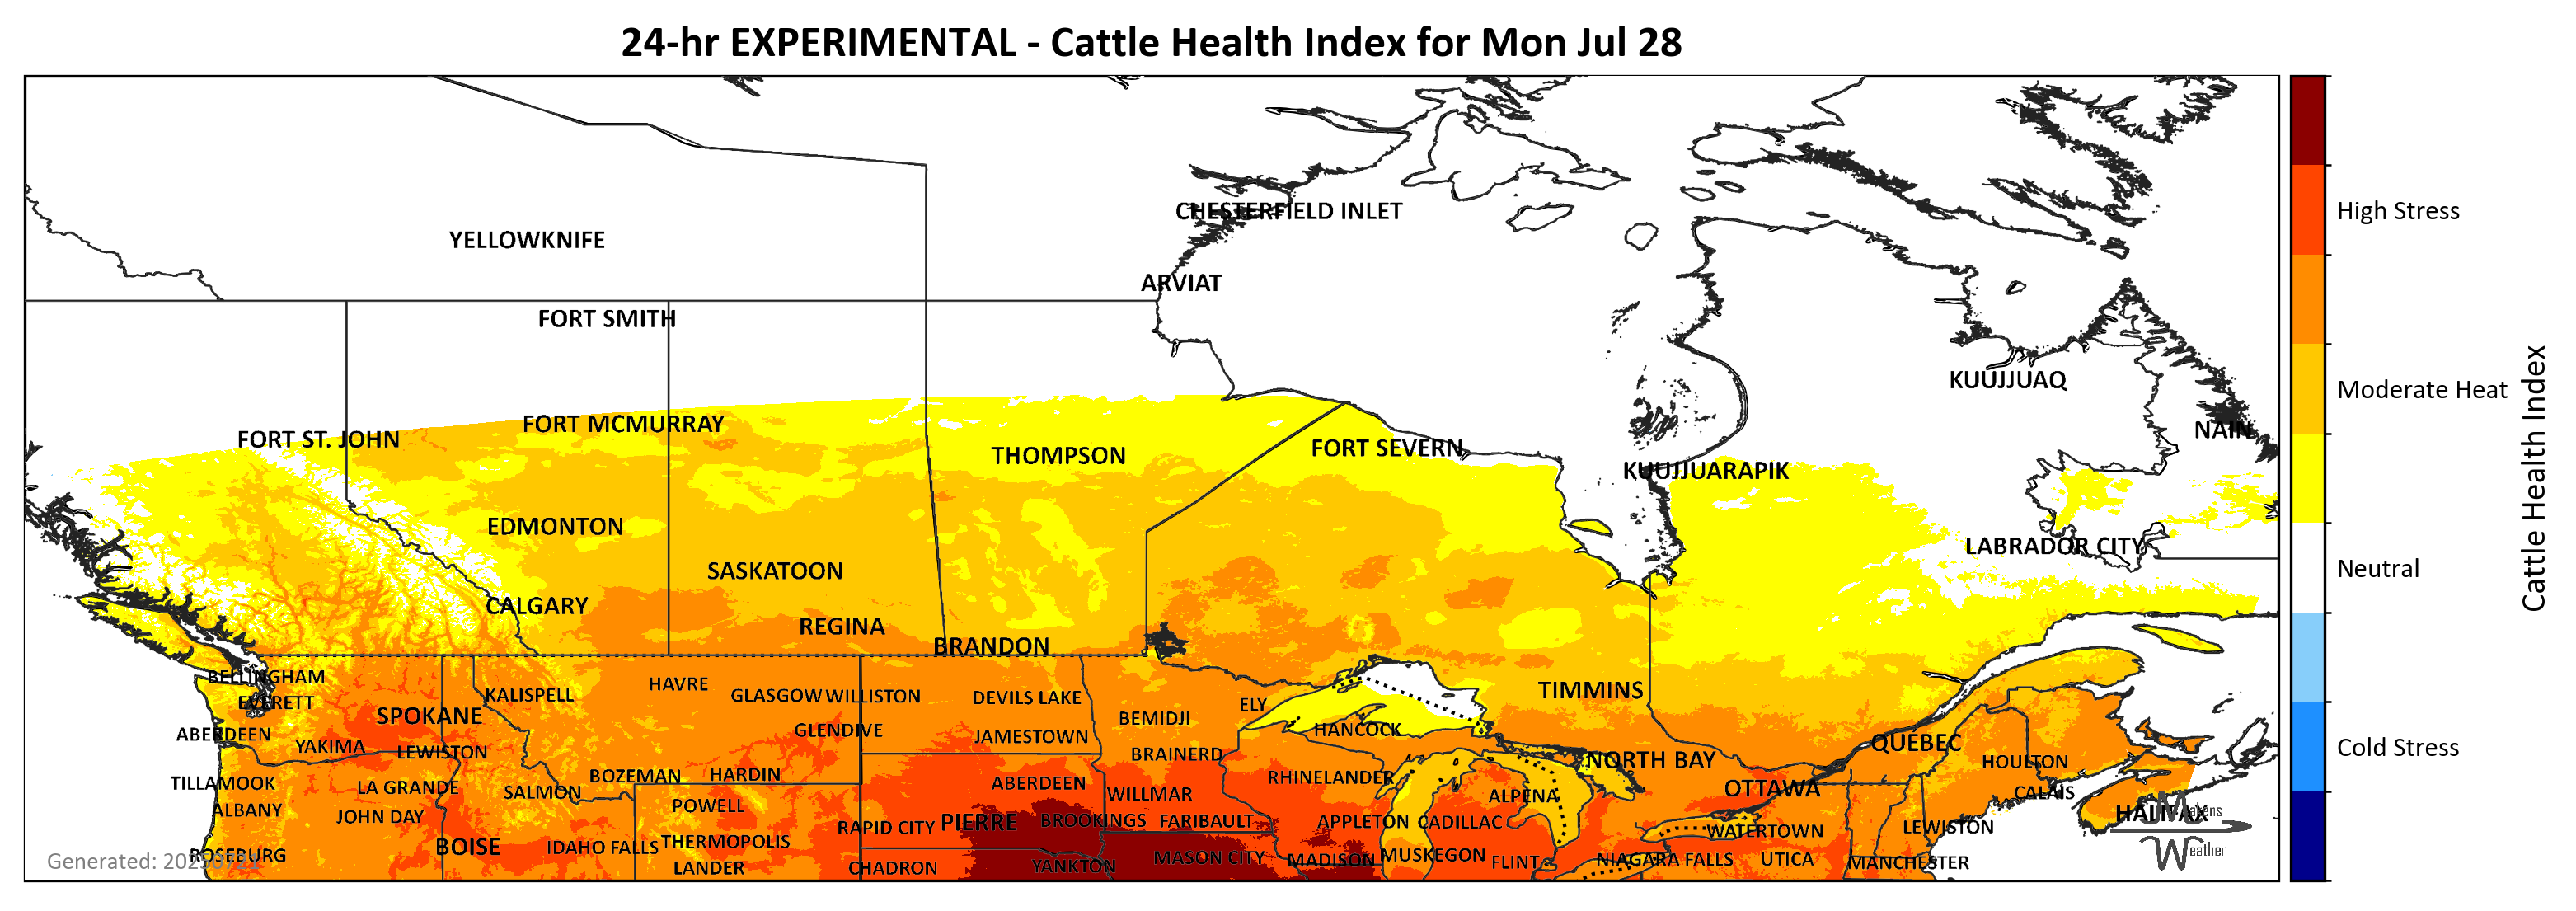 24-hr EXPERIMENTAL - Cattle Health Index for Mon Jul 28
CHESTERFIELD INLET
High Stress
YELLOWKNIFE
ARVIAT
FORT SMITH
KUUJJUAQ
Moderate Heat
FORT MCMURRAY
NAIN
FORT ST. JOHN
FORT SEVERN
THOMPSON
KUUJJUARAPIK
Cattle Health Index
EDMONTON
LABRADOR CITY
SASKATOON
Neutral
CALGARY
REGINA
BRANDON
BELLINGHAM
HAVRE
TIMMINS
KALISPELL
GLASGOW
WILLISTON
DEVILS LAKE
EVERETT
ELY
SPOKANE
BEMIDJI
HANCOCK
GLENDIVE
ABERDEEN
JAMESTOWN
QUEBEC
YAKIMA
LEWISTON
BRAINERD
Cold Stress
NORTH BAY
HOULTON
BOZEMAN
HARDIN
RHINELANDER
TILLAMOOK
ABERDEEN
LA GRANDE
OTTAWA
SALMON
WILLMAR
ALPENA
CALAIS
POWELL
ALBANY
JOHN DAY
HALIFAX
Makens
PIERRE
BROOKINGS
FARIBAULT
APPLETON
CADILLAC
RAPID CITY
WATERTOWN
LEWISTON
THERMOPOLIS
BOISE
IDAHO FALLS
Weather
ROSEBURG
MUSKEGON
MASON CITY
MADISON
FLINT
NIAGARA FALLS
UTICA
MANCHESTER
Generated: 20250721
LANDER
CHADRON
YANKTON